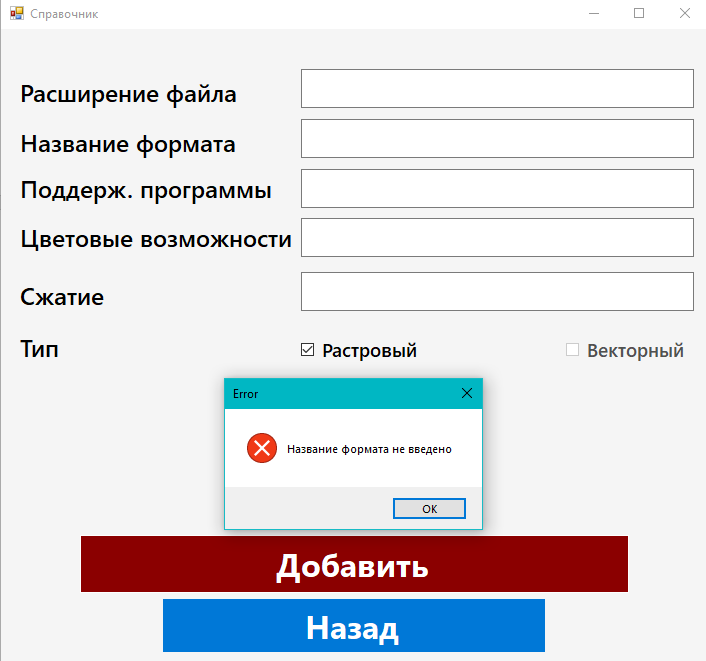 Справочник
Расширение файла
Название формата
Поддерж. программы
Цветовые возможности
Сжатие
Тип
Растровый
Векторный
Error
Название формата не введено
ОК
Добавить
Назад